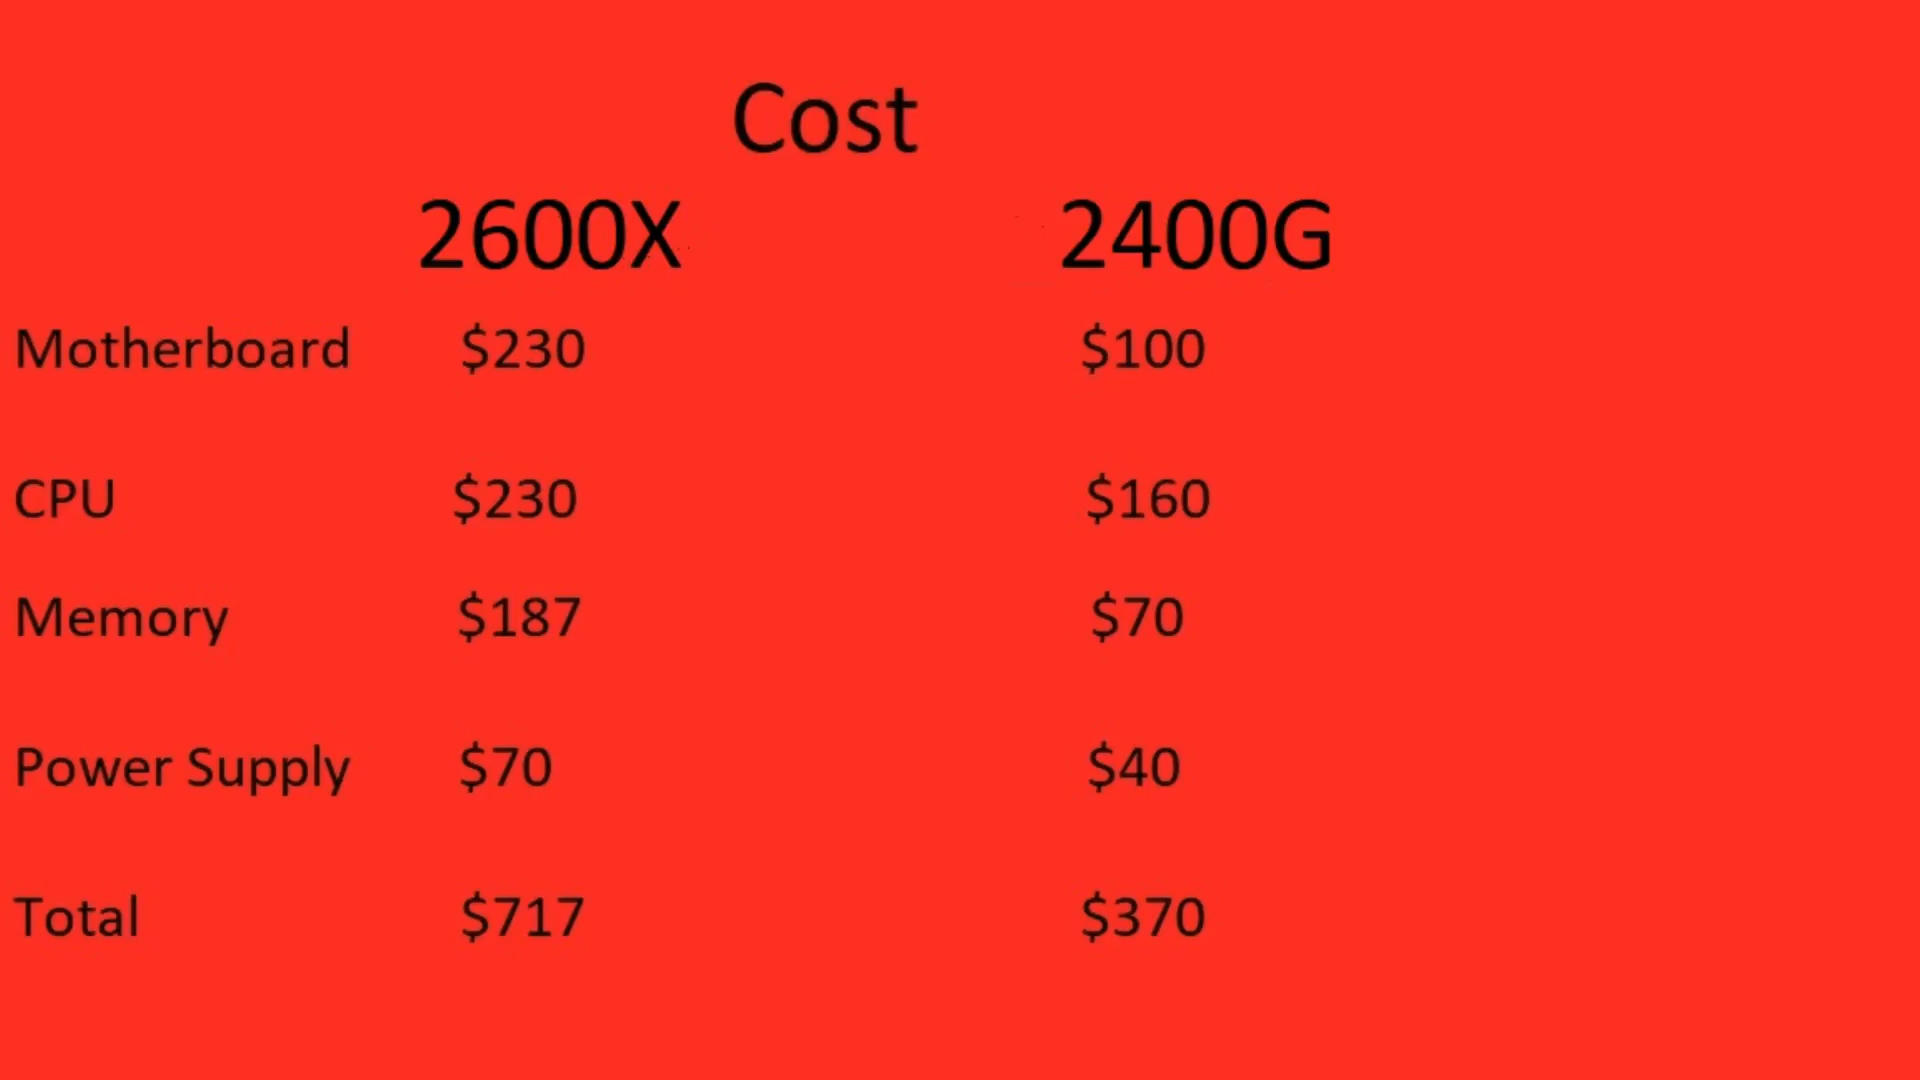 Cost
2600X 2400G
Motherboard $230 $100
CPU $230 $160
Memory $187 $70
Power Supply $70 $40
Total $717 $370